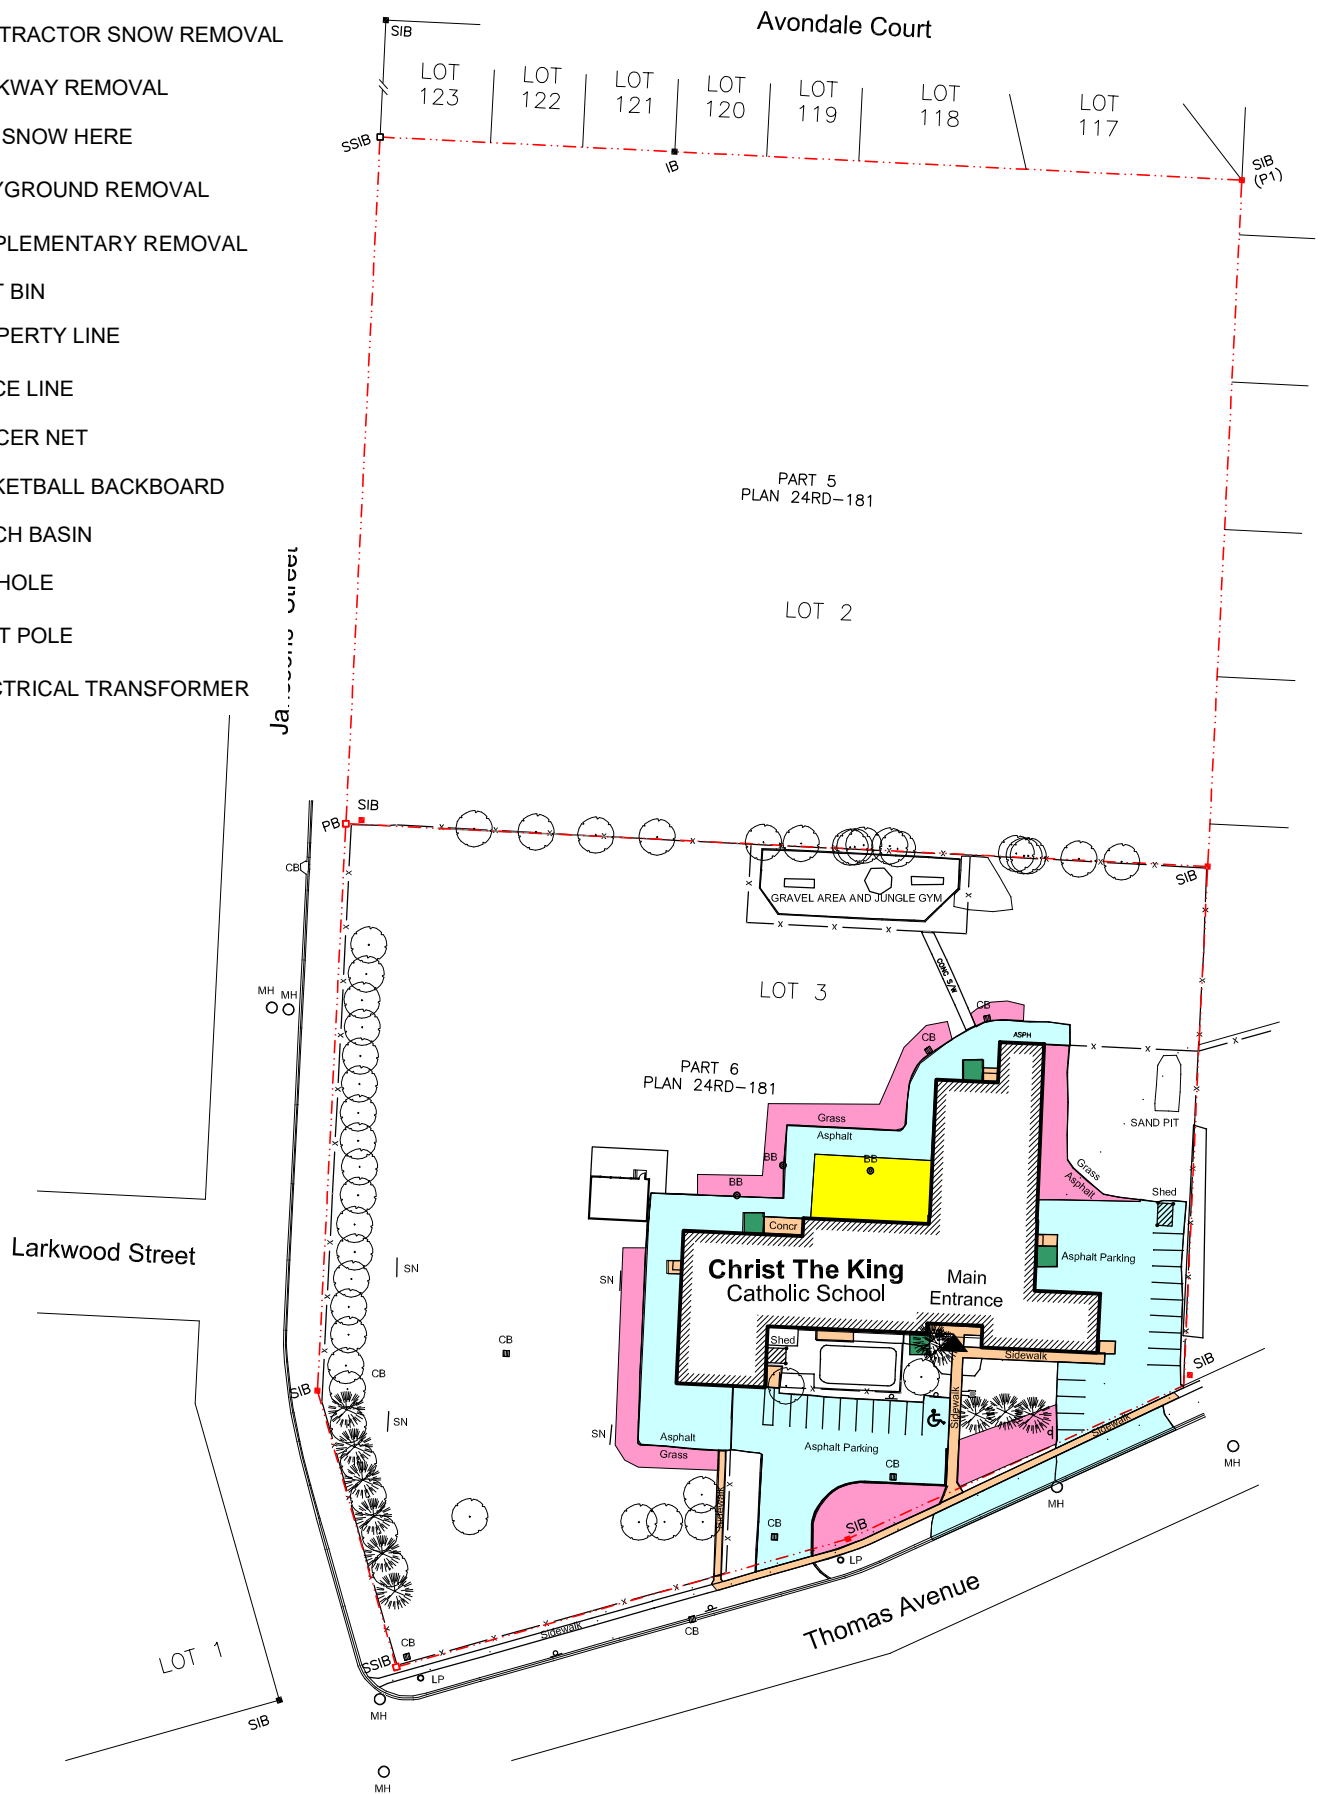 TRACTOR SNOW REMOVAL
KWAY REMOVAL
SNOW HERE
YGROUND REMOVAL
PLEMENTARY REMOVAL
T BIN
PERTY LINE
CE LINE
CER NET
KETBALL BACKBOARD
CH BASIN
HOLE
T POLE
CTRICAL TRANSFORMER
Avondale Court
SIB
LOT
123
LOT
122
LOT
121
LOT
120
LOT
119
LOT
118
LOT
117
SSIB
IB
SIB
(P1)
PART 5
PLAN 24RD-181
LOT 2
Street
PB
SIB
SIB
CB
GRAVEL AREA AND JUNGLE GYM
CONC S/W
MH
MH
LOT 3
CB
CB
ASPH
PART 6
PLAN 24RD-181
Grass
Asphalt
SAND PIT
BB
BB
BB
Grass
Asphalt
Shed
Concr
Larkwood Street
SN
SN
Christ The King
Catholic School
Main
Entrance
Asphalt Parking
CB
Shed
Sidewalk
SIB
CB
SIB
SN
SN
Asphalt
Grass
Asphalt Parking
Sidewalk
Sidewalk
CB
MH
MH
Sidewalk
CB
SIB
LP
Thomas Avenue
Sidewalk
CB
CB
SSIB
LP
LOT 1
SIB
MH
MH